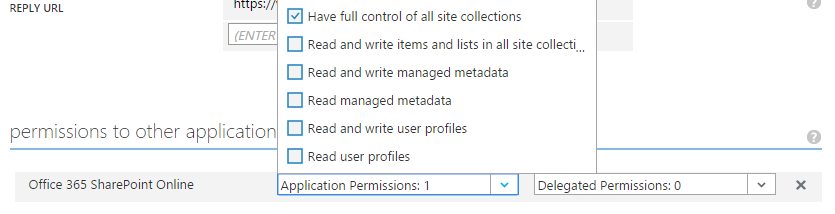 REPLY URL
https://
Have full control of all site collections
(ENTER
Read and write items and lists in all site collecti...
Read and write managed metadata
Read managed metadata
Read and write user profiles
permissions to other application
?
Read user profiles
Office 365 SharePoint Online
Application Permissions: 1
Delegated Permissions: 0